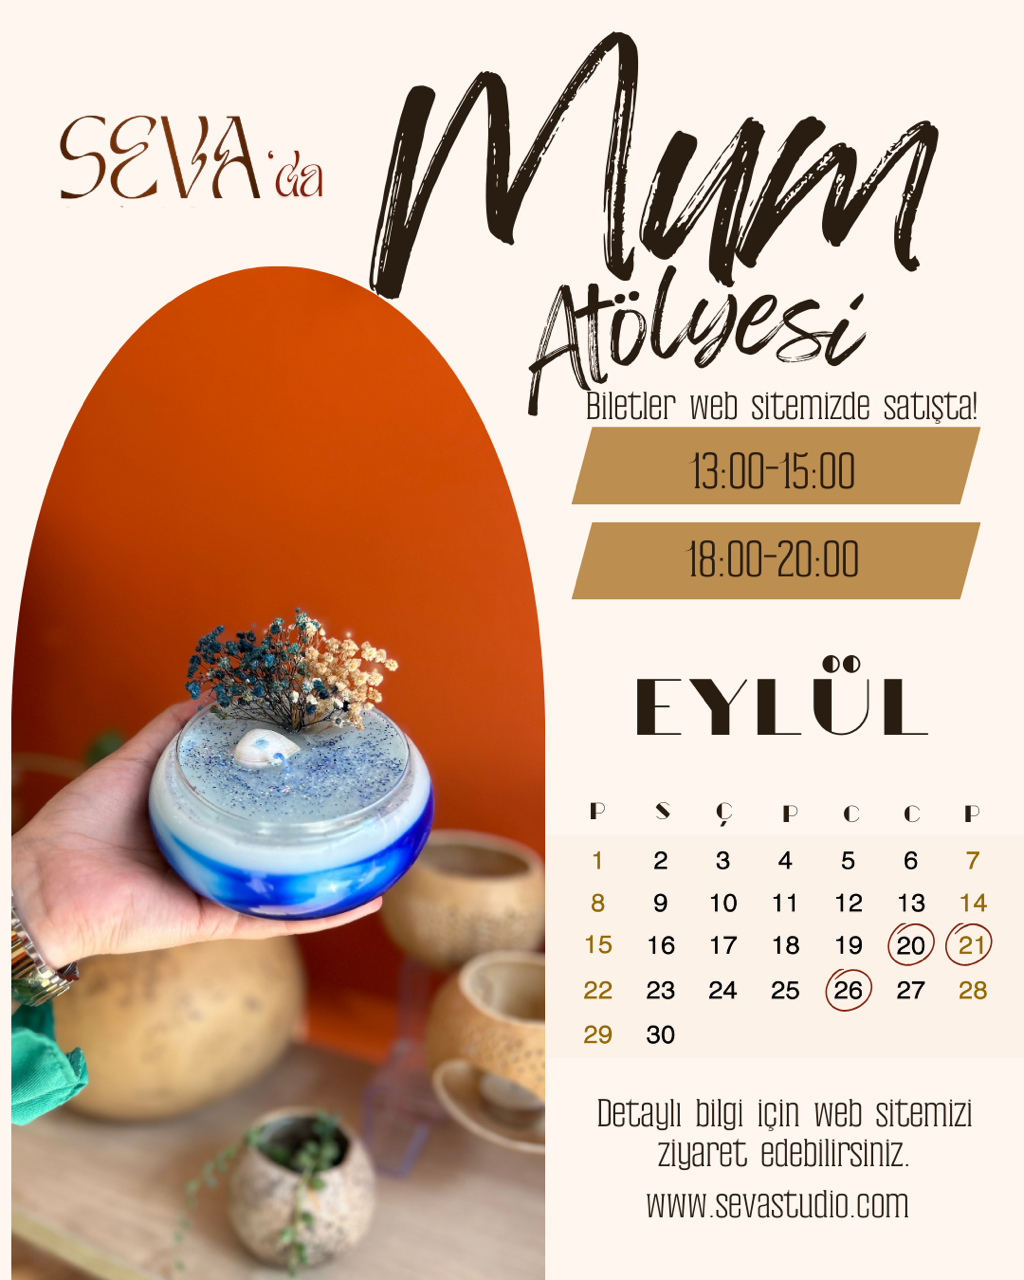 SEVA'da
Mum
Atölyesi
Biletler web sitemizde satışta!
13:00-15:00
18:00-20:00
EYLÜL
P S Ç P C C P
1 2 3 4 5 6 7
8 9 10 11 12 13 14
15 16 17 18 19 20 21
22 23 24 25 26 27 28
29 30
Detaylı bilgi için web sitemizi
ziyaret edebilirsiniz.
www.sevastudio.com